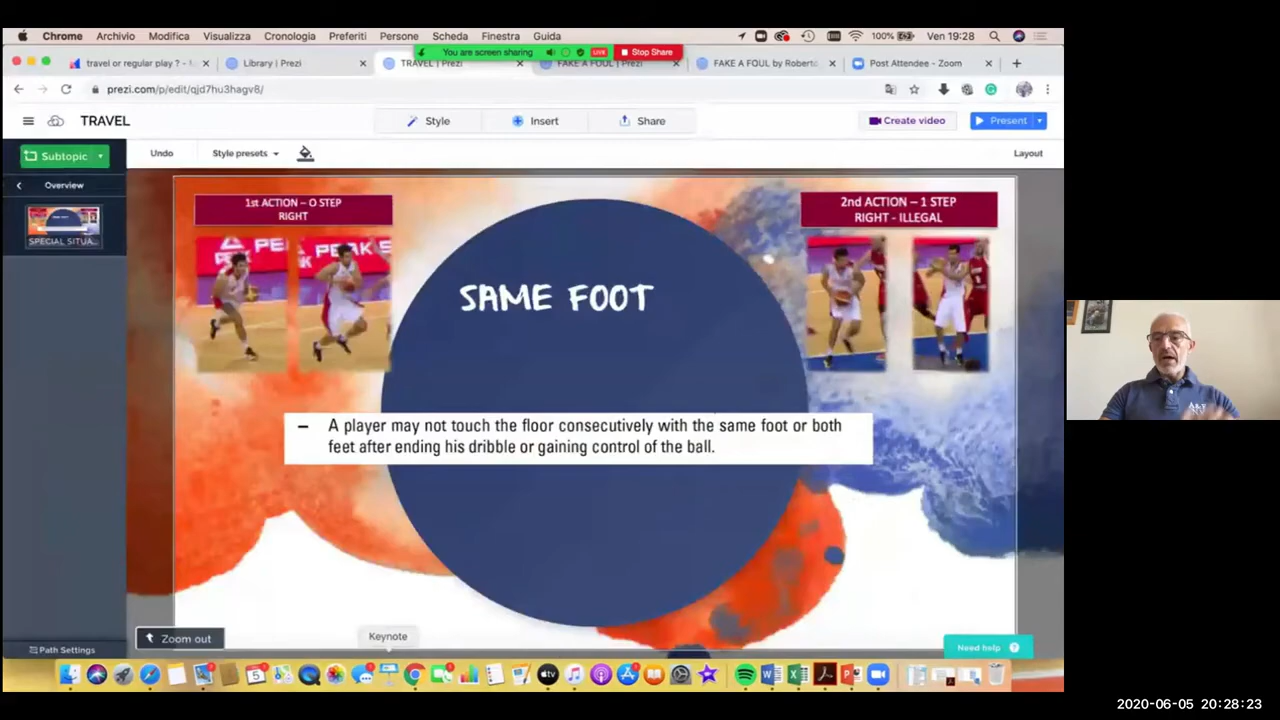 Chrome Archivio Modifica Visualizza Cronologia Preferiti Persone Scheda Finestra Guida 100% Ven 19:28
You are screen sharing LIVE Stop Share
travel or regular play ? - Library | Prezi TRAVEL | Prezi FAKE A FOUL | Prezi FAKE A FOUL by Roberto Post Attendee - Zoom
prezi.com/p/edit/qjd7hu3hagv8/
TRAVEL Style Insert Share Create video Present
Subtopic Undo Style presets Layout
Overview
SPECIAL SITUA...
1st ACTION – 0 STEP
RIGHT
2nd ACTION – 1 STEP
RIGHT - ILLEGAL
PEAK
SAME FOOT
– A player may not touch the floor consecutively with the same foot or both
feet after ending his dribble or gaining control of the ball.
Zoom out
Keynote
Path Settings
Need help ?
2020-06-05 20:28:23